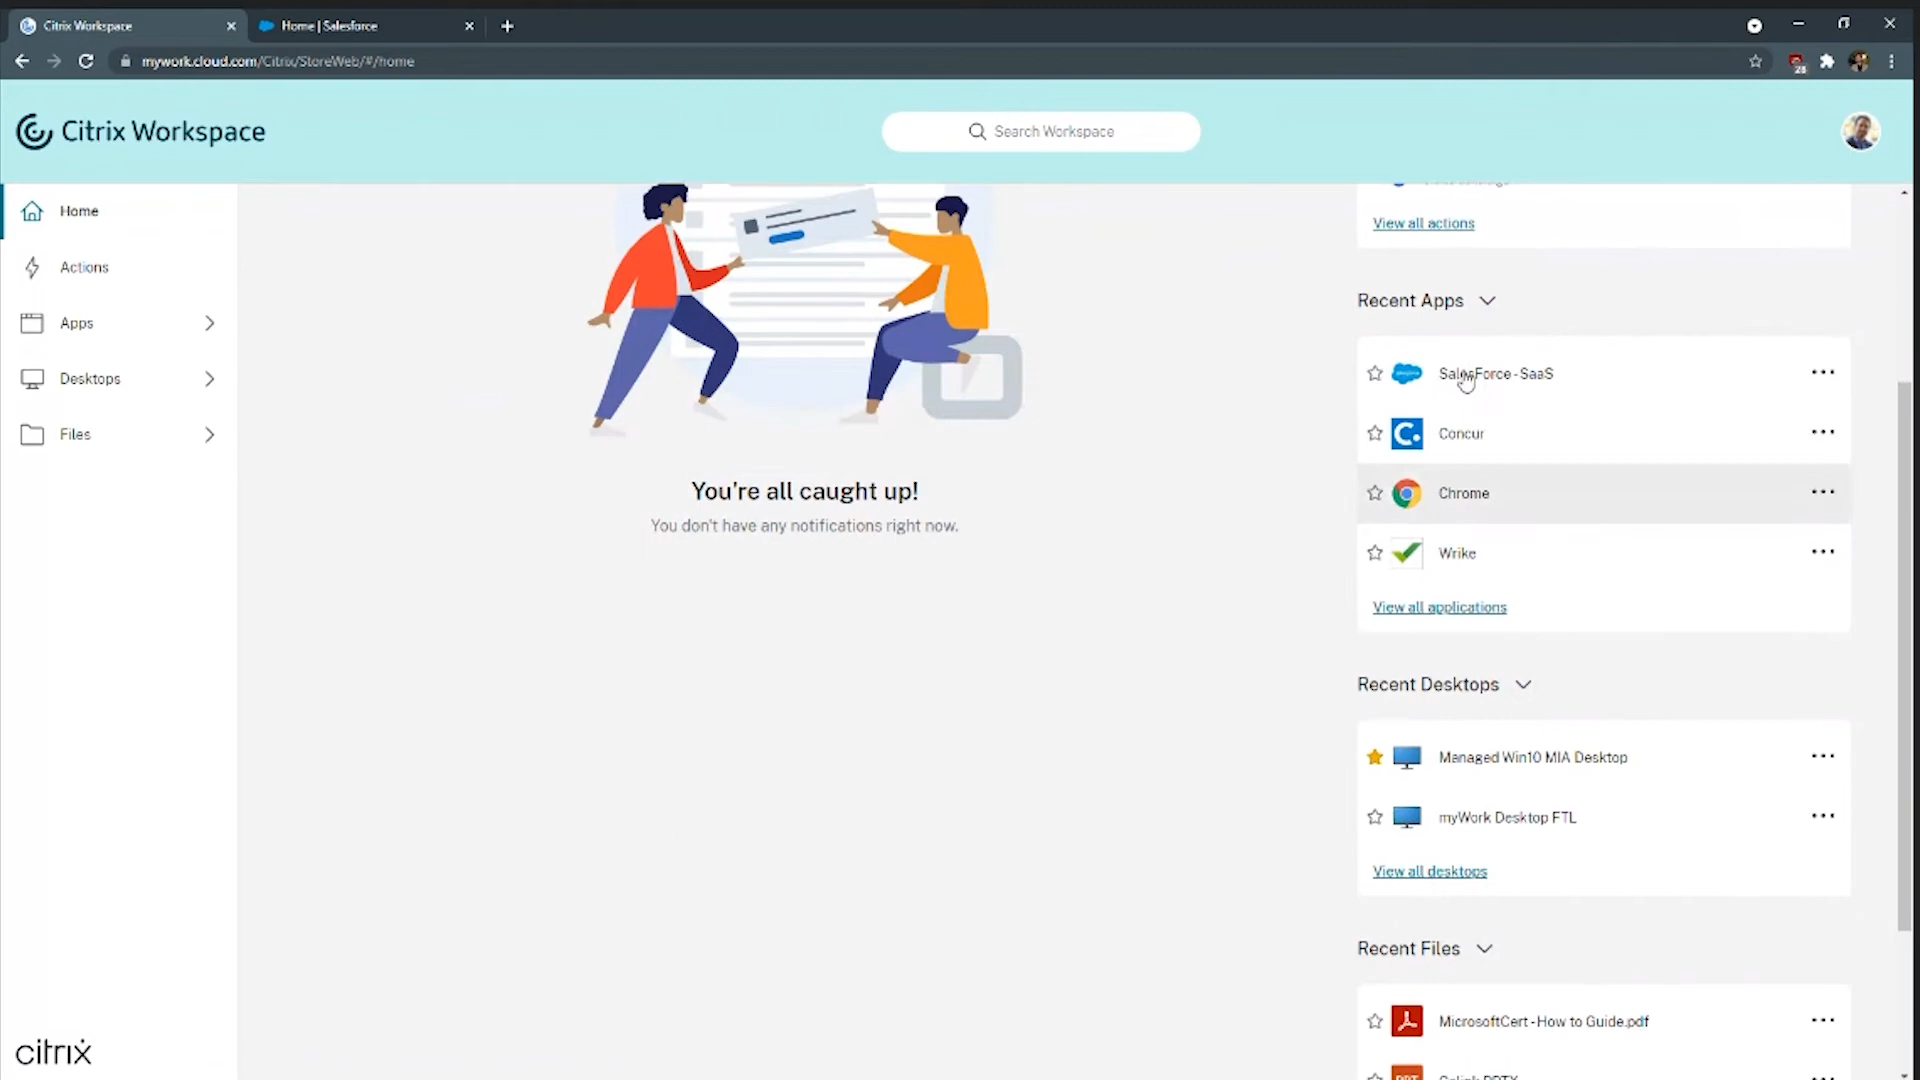 Citrix Workspace
Home | Salesforce
mywork.cloud.com/Citrix/StoreWeb/#/home
28
Citrix Workspace
Search Workspace
Home
Actions
Apps
Desktops
Files
You're all caught up!
You don't have any notifications right now.
View all actions
Recent Apps
SalesForce - SaaS
Concur
Chrome
Wrike
View all applications
Recent Desktops
Managed Win10 MIA Desktop
myWork Desktop FTL
View all desktops
Recent Files
MicrosoftCert - How to Guide.pdf
citrix